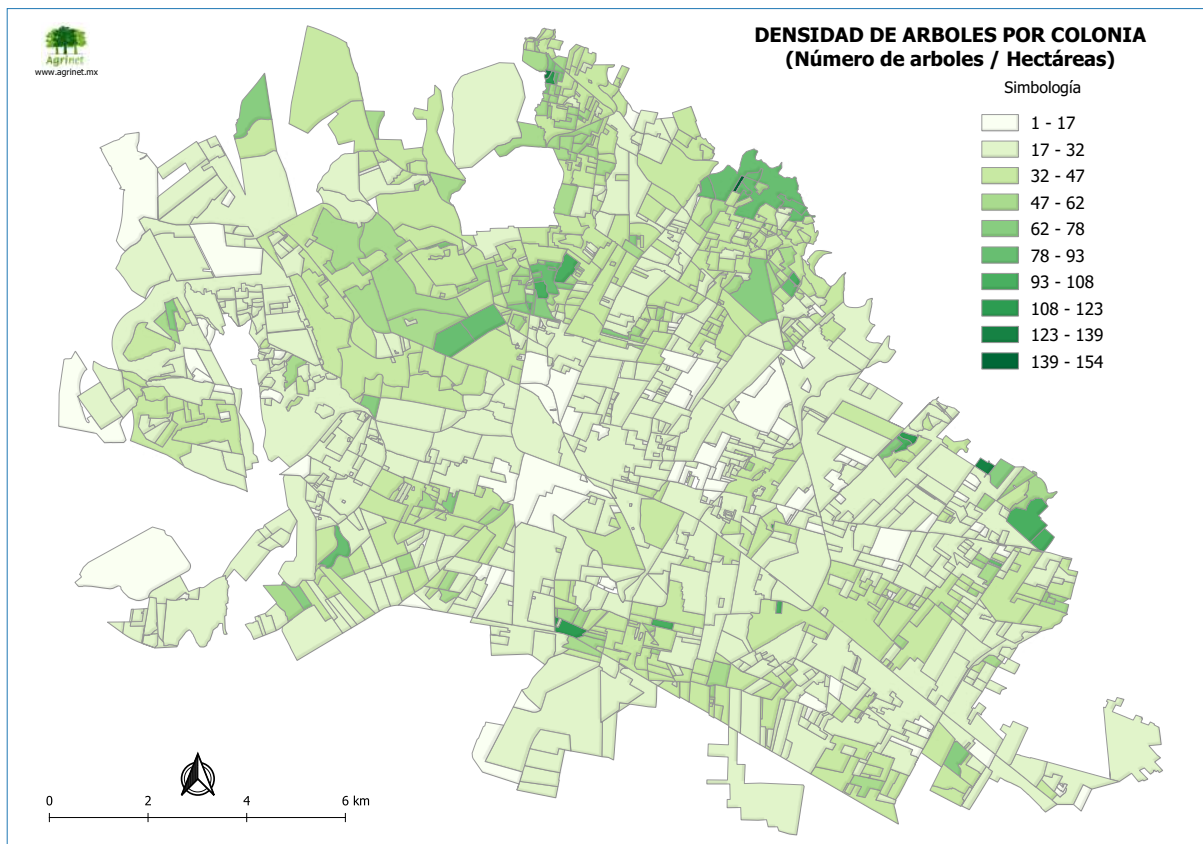 Agrinet
www.agrinet.mx
DENSIDAD DE ARBOLES POR COLONIA
(Número de arboles / Hectáreas)
Simbología
1 - 17
17 - 32
32 - 47
47 - 62
62 - 78
78 - 93
93 - 108
108 - 123
123 - 139
139 - 154
0 2 4 6 km